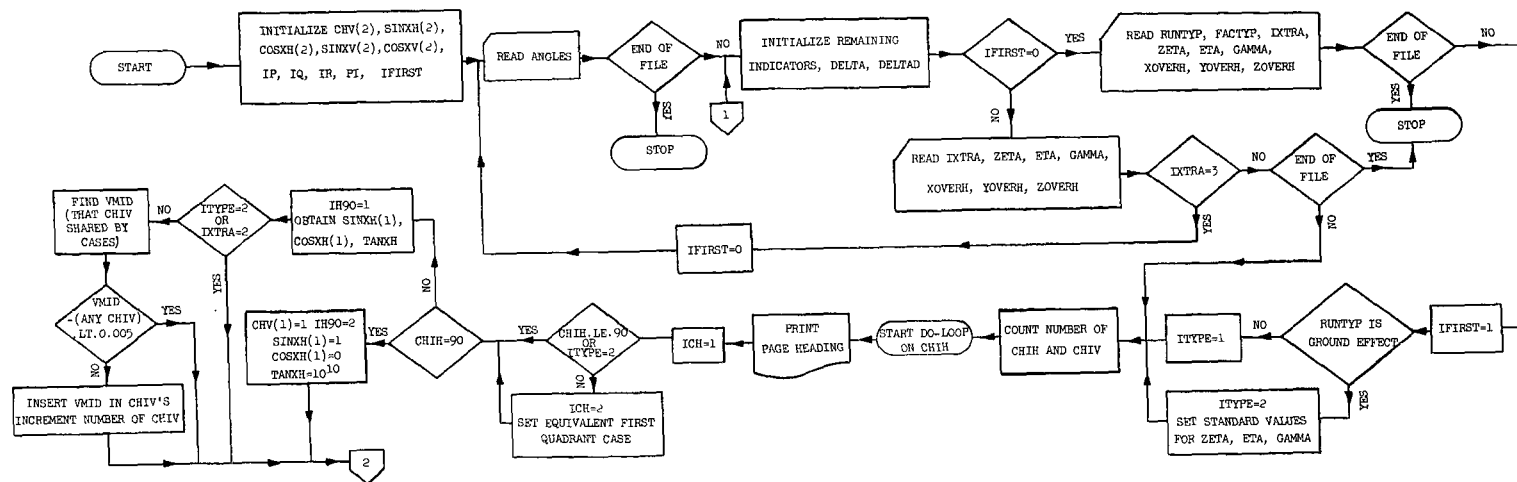 START
INITIALIZE CHV(2), SINXH(2),
COSXH(2),SINXV(2),COSXV(2),
IP, IQ, IR, PI, IFIRST
READ ANGLES
END OF
FILE
NO
YES
STOP
1
INITIALIZE REMAINING
INDICATORS, DELTA, DELTAD
IFIRST=0
YES
NO
READ RUNTYP, FACTYP, IXTRA,
ZETA, ETA, GAMMA,
XOVERH, YOVERH, ZOVERH
END OF
FILE
NO
YES
STOP
READ IXTRA, ZETA, ETA, GAMMA,
XOVERH, YOVERH, ZOVERH
IXTRA=3
NO
YES
END OF
FILE
YES
NO
IFIRST=0
IFIRST=1
RUNTYP IS
GROUND EFFECT
NO
YES
ITYPE=1
ITYPE=2
SET STANDARD VALUES
FOR ZETA, ETA, GAMMA
COUNT NUMBER OF
CHIH AND CHIV
START DO-LOOP
ON CHIH
PRINT
PAGE HEADING
ICH=1
CHIH.LE.90
OR
ITYPE=2
YES
NO
ICH=2
SET EQUIVALENT FIRST
QUADRANT CASE
CHIH=90
YES
NO
CHV(1)=1 IH90=2
SINXH(1)=1
COSXH(1)=0
TANXH=10^10
IH90=1
OBTAIN SINXH(1),
COSXH(1), TANXH
ITYPE=2
OR
IXTRA=2
NO
YES
FIND VMID
(THAT CHIV
SHARED BY
CASES)
VMID
-(ANY CHIV)
LT.0.005
YES
NO
INSERT VMID IN CHIV'S
INCREMENT NUMBER OF CHIV
2